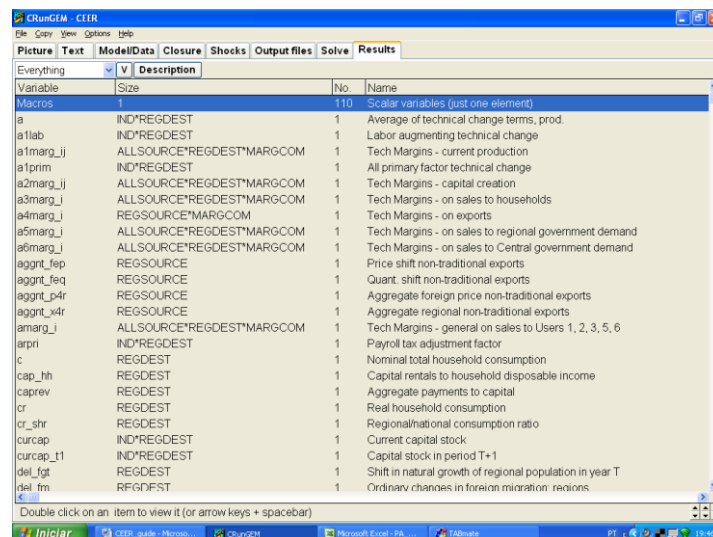 CRunGEM - CEER
File Copy View Options Help
Picture Text Model/Data Closure Shocks Output files Solve Results
Everything V Description
Variable Size No. Name
Macros 1 110 Scalar variables (just one element)
a IND*REGDEST 1 Average of technical change terms, prod.
a1lab IND*REGDEST 1 Labor augmenting technical change
a1marg_ij ALLSOURCE*REGDEST*MARGCOM 1 Tech Margins - current production
a1prim IND*REGDEST 1 All primary factor technical change
a2marg_ij ALLSOURCE*REGDEST*MARGCOM 1 Tech Margins - capital creation
a3marg_i ALLSOURCE*REGDEST*MARGCOM 1 Tech Margins - on sales to households
a4marg_i REGSOURCE*MARGCOM 1 Tech Margins - on exports
a5marg_i ALLSOURCE*REGDEST*MARGCOM 1 Tech Margins - on sales to regional government demand
a6marg_i ALLSOURCE*REGDEST*MARGCOM 1 Tech Margins - on sales to Central government demand
aggnt_fep REGSOURCE 1 Price shift non-traditional exports
aggnt_feq REGSOURCE 1 Quant. shift non-traditional exports
aggnt_p4r REGSOURCE 1 Aggregate foreign price non-traditional exports
aggnt_x4r REGSOURCE 1 Aggregate regional non-traditional exports
amarg_i ALLSOURCE*REGDEST*MARGCOM 1 Tech Margins - general on sales to Users 1, 2, 3, 5, 6
arpri IND*REGDEST 1 Payroll tax adjustment factor
c REGDEST 1 Nominal total household consumption
cap_hh REGDEST 1 Capital rentals to household disposable income
caprev REGDEST 1 Aggregate payments to capital
cr REGDEST 1 Real household consumption
cr_shr REGDEST 1 Regional/national consumption ratio
curcap IND*REGDEST 1 Current capital stock
curcap_t1 IND*REGDEST 1 Capital stock in period T+1
del_fgt REGDEST 1 Shift in natural growth of regional population in year T
del_fm REGDEST 1 Ordinary changes in foreign migration: regions
Double click on an item to view it (or arrow keys + spacebar)
Iniciar CEER_guide - Microso... CRunGEM Microsoft Excel - PA_... TABmate PT 19:46